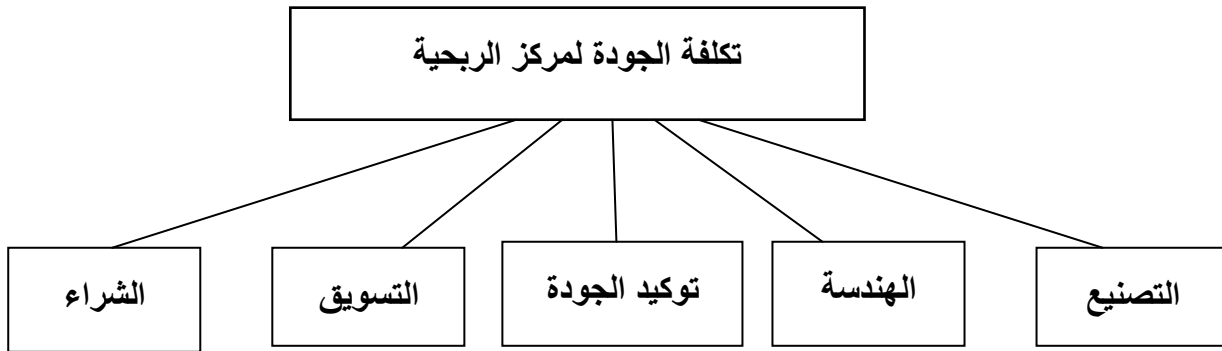 تكلفة الجودة لمركز الربحية
التصنيع
الهندسة
توكيد الجودة
التسويق
الشراء